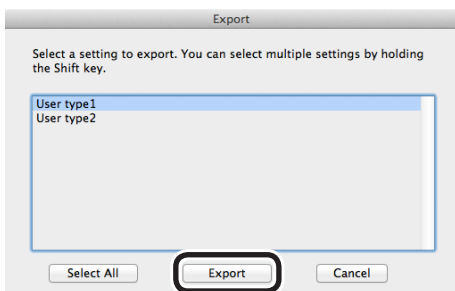 Export
Select a setting to export. You can select multiple settings by holding
the Shift key.
User type1
User type2
Select All Export Cancel